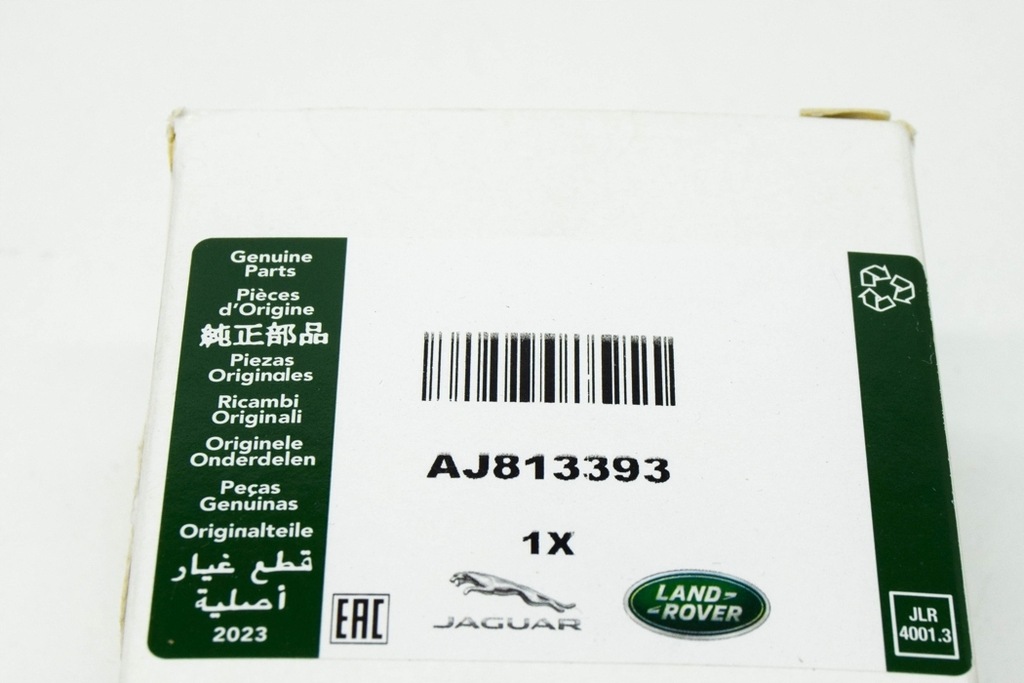 Genuine
Parts
Pièces
d'Origine
純正部品
Piezas
Originales
Ricambi
Originali
Originele
Onderdelen
Peças
Genuinas
Originalteile
قطع غيار
أصلية
2023
AJ813393
1X
EAC
JAGUAR
LAND-
-ROVER
JLR
4001.3